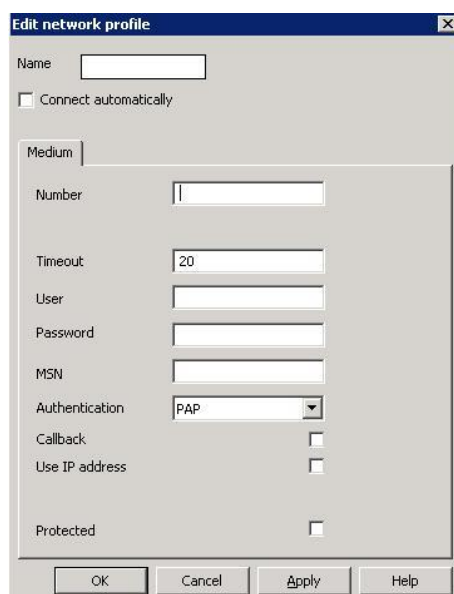 Edit network profile
Name
Connect automatically
Medium
Number
Timeout 20
User
Password
MSN
Authentication PAP
Callback
Use IP address
Protected
OK Cancel Apply Help